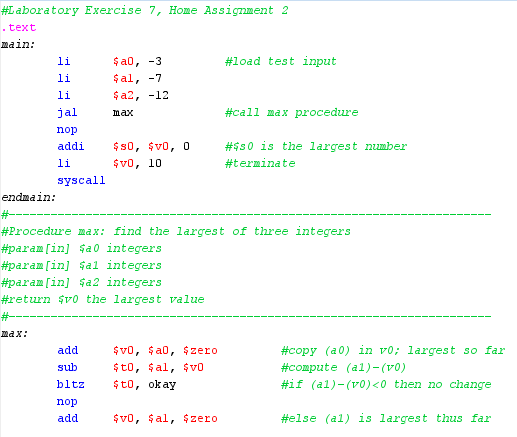 #Laboratory Exercise 7, Home Assignment 2
.text
main:
li $a0, -3 #load test input
li $a1, -7
li $a2, -12
jal max #call max procedure
nop
addi $s0, $v0, 0 #$s0 is the largest number
li $v0, 10 #terminate
syscall
endmain:
#---------------------------------------------------------------------
#Procedure max: find the largest of three integers
#param[in] $a0 integers
#param[in] $a1 integers
#param[in] $a2 integers
#return $v0 the largest value
#---------------------------------------------------------------------
max:
add $v0, $a0, $zero #copy (a0) in v0; largest so far
sub $t0, $a1, $v0 #compute (a1)-(v0)
bltz $t0, okay #if (a1)-(v0)<0 then no change
nop
add $v0, $a1, $zero #else (a1) is largest thus far